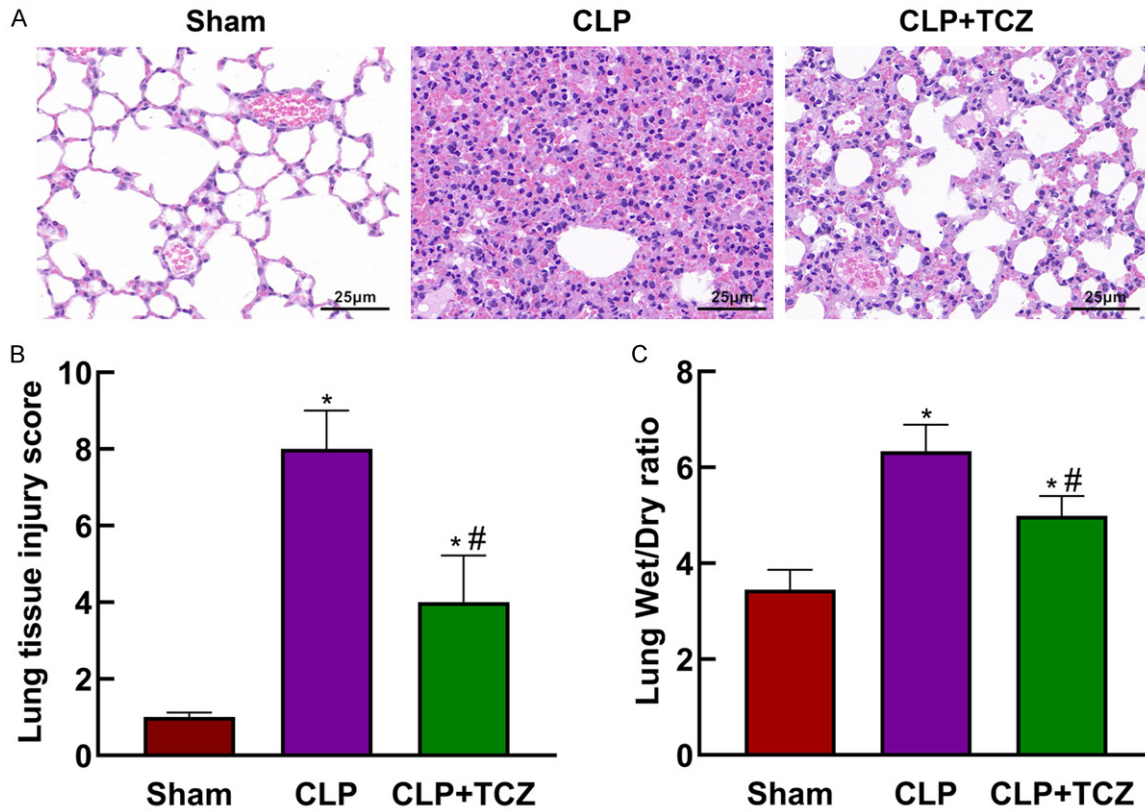 A
Sham
CLP
CLP+TCZ
25μm
25μm
25μm
B
Lung tissue injury score
10
8
6
4
2
0
*
* #
Sham
CLP
CLP+TCZ
C
Lung Wet/Dry ratio
8
6
4
2
0
*
* #
Sham
CLP
CLP+TCZ